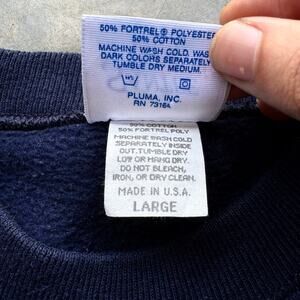 50% FORTREL® POLYESTER
50% COTTON
MACHINE WASH COLD. WASH
DARK COLORS SEPARATELY
TUMBLE DRY MEDIUM.
PLUMA, INC.
RN 73164
50% COTTON
50% FORTREL POLY
MACHINE WASH COLD
SEPARATELY INSIDE
OUT. TUMBLE DRY
LOW OR HANG DRY.
DO NOT BLEACH,
IRON, OR DRY CLEAN.
MADE IN U.S.A.
LARGE